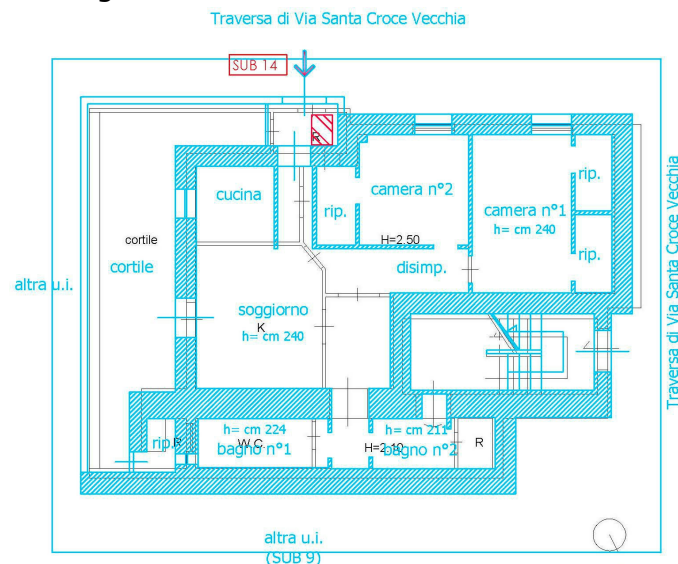 Traversa di Via Santa Croce Vecchia
SUB 14
R
cucina
rip.
camera n°2
camera n°1
h= cm 240
rip.
rip.
H=2.50
cortile
cortile
disimp.
altra u.i.
soggiorno
K
h= cm 240
Traversa di Via Santa Croce Vecchia
h= cm 224
h= cm 211
rip.
R
W.C.
bagno n°1
H=2.10
bagno n°2
R
altra u.i.
(SUB 9)